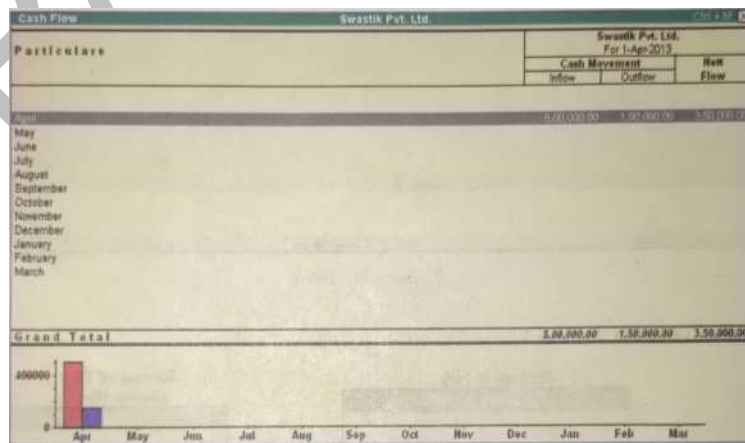 Cash Flow Swastik Pvt. Ltd. Ctrl + M
Particulars
Swastik Pvt. Ltd.
For 1-Apr-2013
Cash Movement Nett
Inflow Outflow Flow
April 5,00,000.00 1,50,000.00 3,50,000.00
May
June
July
August
September
October
November
December
January
February
March
Grand Total 5,00,000.00 1,50,000.00 3,50,000.00
400000
0
Apr May Jun Jul Aug Sep Oct Nov Dec Jan Feb Mar